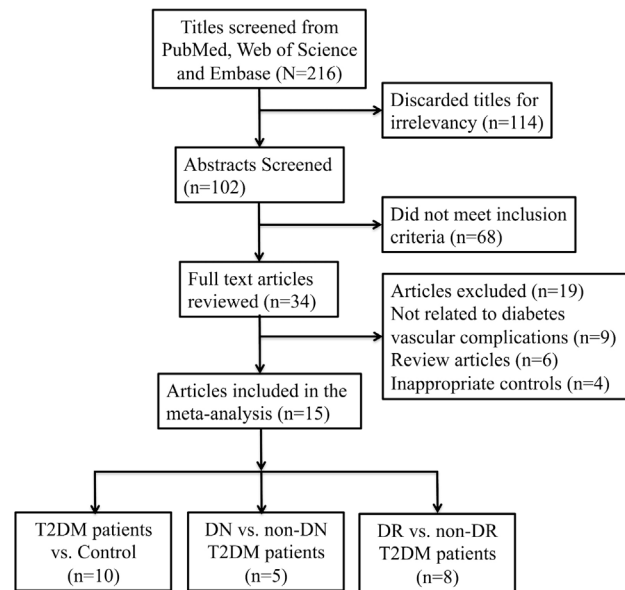 Titles screened from
PubMed, Web of Science
and Embase (N=216)
Discarded titles for
irrelevancy (n=114)
Abstracts Screened
(n=102)
Did not meet inclusion
criteria (n=68)
Full text articles
reviewed (n=34)
Articles excluded (n=19)
Not related to diabetes
vascular complications (n=9)
Review articles (n=6)
Inappropriate controls (n=4)
Articles included in the
meta-analysis (n=15)
T2DM patients
vs. Control
(n=10)
DN vs. non-DN
T2DM patients
(n=5)
DR vs. non-DR
T2DM patients
(n=8)